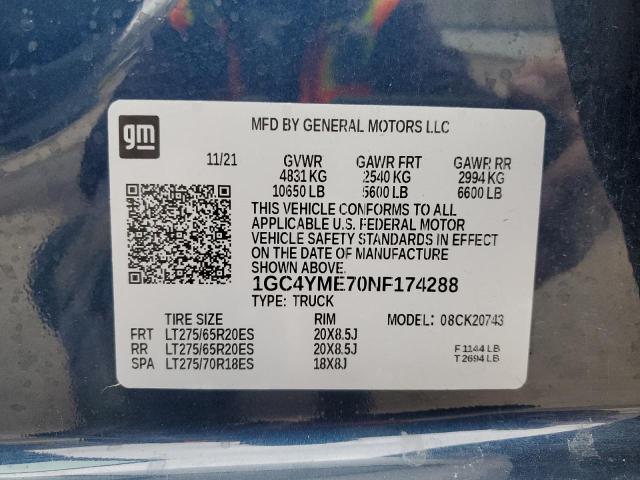 gm
MFD BY GENERAL MOTORS LLC
11/21 GVWR GAWR FRT GAWR RR
4831 KG 2540 KG 2994 KG
10650 LB 5600 LB 6600 LB
THIS VEHICLE CONFORMS TO ALL
APPLICABLE U.S. FEDERAL MOTOR
VEHICLE SAFETY STANDARDS IN EFFECT
ON THE DATE OF MANUFACTURE
SHOWN ABOVE.
1GC4YME70NF174288
TYPE: TRUCK
TIRE SIZE RIM MODEL: 08CK20743
FRT LT275/65R20ES 20X8.5J
RR LT275/65R20ES 20X8.5J F 1144 LB
SPA LT275/70R18ES 18X8J T 2694 LB